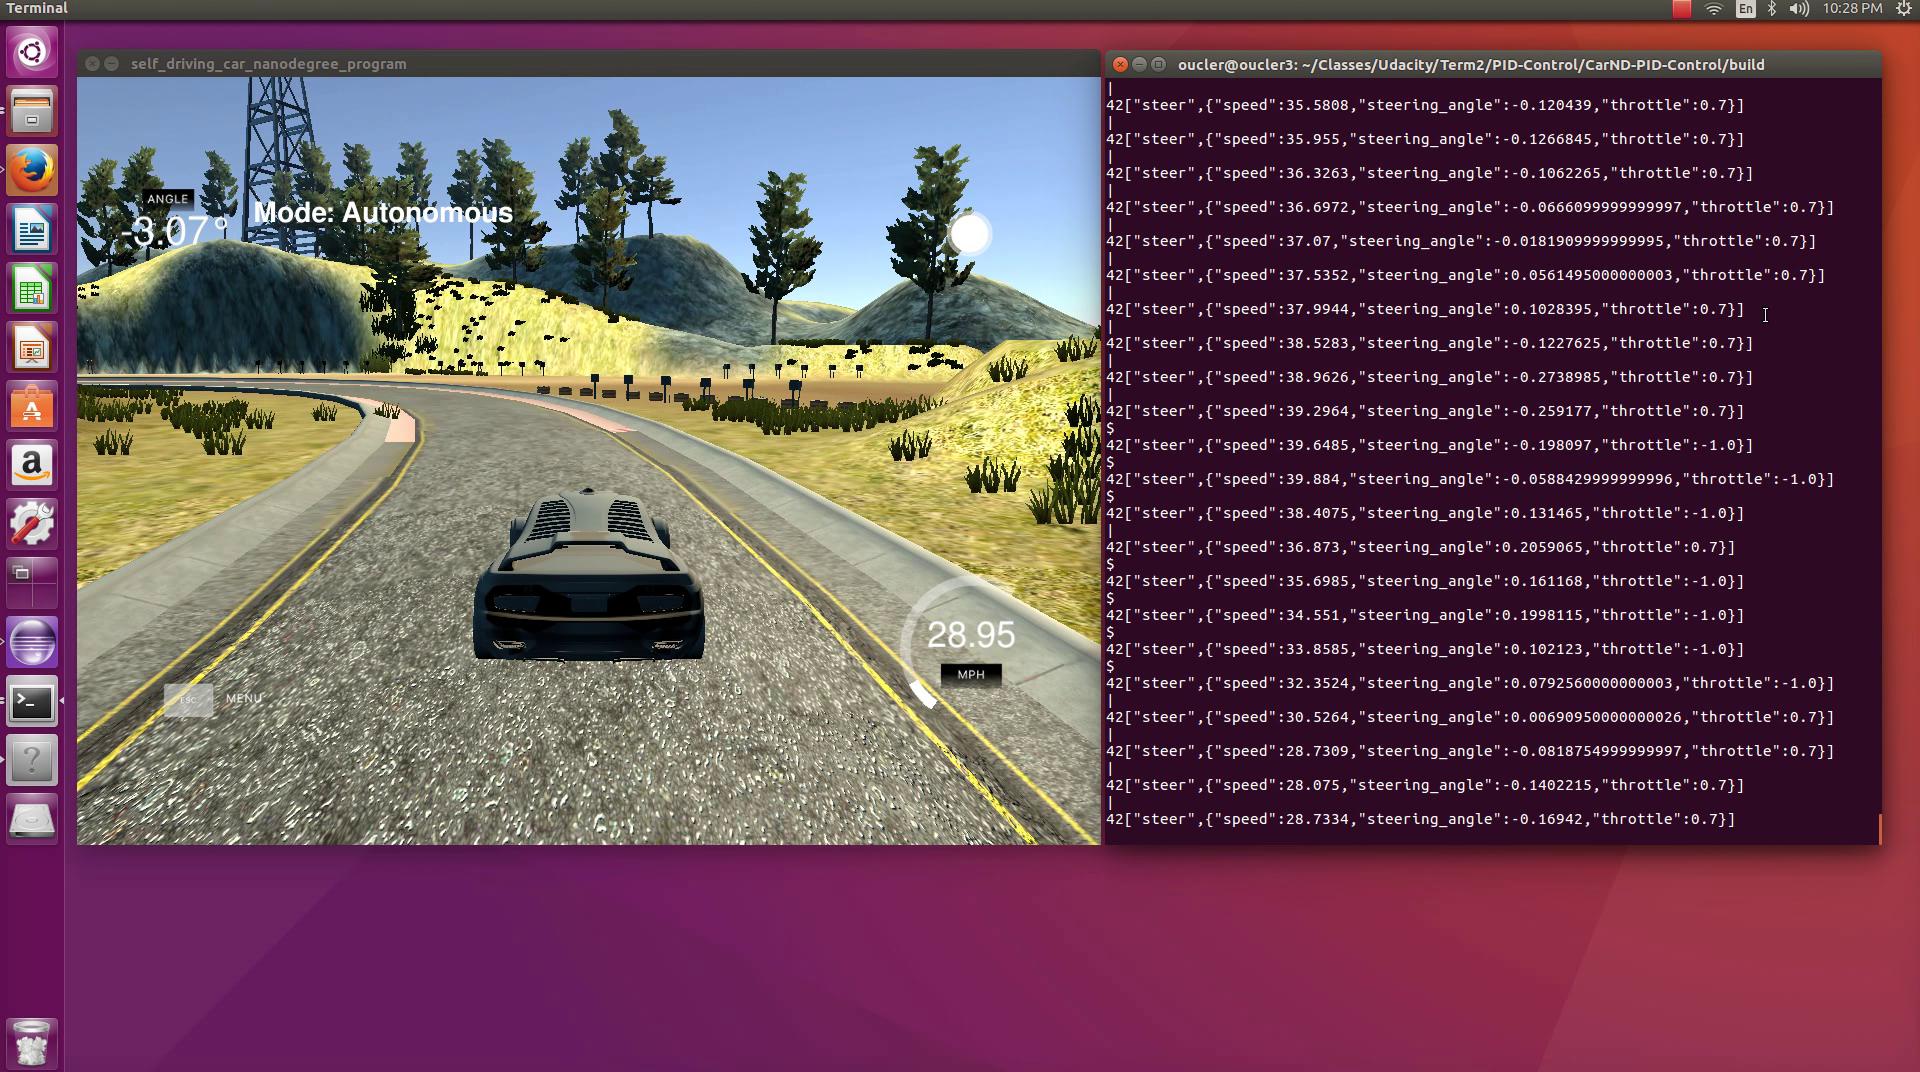 Terminal
En
10:28 PM
self_driving_car_nanodegree_program
ANGLE
-3.07°
Mode: Autonomous
28.95
MPH
ESC
MENU
oucler@oucler3: ~/Classes/Udacity/Term2/PID-Control/CarND-PID-Control/build
|
42["steer",{"speed":35.5808,"steering_angle":-0.120439,"throttle":0.7}]
|
42["steer",{"speed":35.955,"steering_angle":-0.1266845,"throttle":0.7}]
|
42["steer",{"speed":36.3263,"steering_angle":-0.1062265,"throttle":0.7}]
|
42["steer",{"speed":36.6972,"steering_angle":-0.0666099999999997,"throttle":0.7}]
|
42["steer",{"speed":37.07,"steering_angle":-0.0181909999999995,"throttle":0.7}]
|
42["steer",{"speed":37.5352,"steering_angle":0.0561495000000003,"throttle":0.7}]
|
42["steer",{"speed":37.9944,"steering_angle":0.1028395,"throttle":0.7}]
|
42["steer",{"speed":38.5283,"steering_angle":-0.1227625,"throttle":0.7}]
|
42["steer",{"speed":38.9626,"steering_angle":-0.2738985,"throttle":0.7}]
|
42["steer",{"speed":39.2964,"steering_angle":-0.259177,"throttle":0.7}]
$
42["steer",{"speed":39.6485,"steering_angle":-0.198097,"throttle":-1.0}]
$
42["steer",{"speed":39.884,"steering_angle":-0.0588429999999996,"throttle":-1.0}]
$
42["steer",{"speed":38.4075,"steering_angle":0.131465,"throttle":-1.0}]
|
42["steer",{"speed":36.873,"steering_angle":0.2059065,"throttle":0.7}]
$
42["steer",{"speed":35.6985,"steering_angle":0.161168,"throttle":-1.0}]
$
42["steer",{"speed":34.551,"steering_angle":0.1998115,"throttle":-1.0}]
$
42["steer",{"speed":33.8585,"steering_angle":0.102123,"throttle":-1.0}]
$
42["steer",{"speed":32.3524,"steering_angle":0.0792560000000003,"throttle":-1.0}]
|
42["steer",{"speed":30.5264,"steering_angle":0.00690950000000026,"throttle":0.7}]
|
42["steer",{"speed":28.7309,"steering_angle":-0.0818754999999997,"throttle":0.7}]
|
42["steer",{"speed":28.075,"steering_angle":-0.1402215,"throttle":0.7}]
|
42["steer",{"speed":28.7334,"steering_angle":-0.16942,"throttle":0.7}]